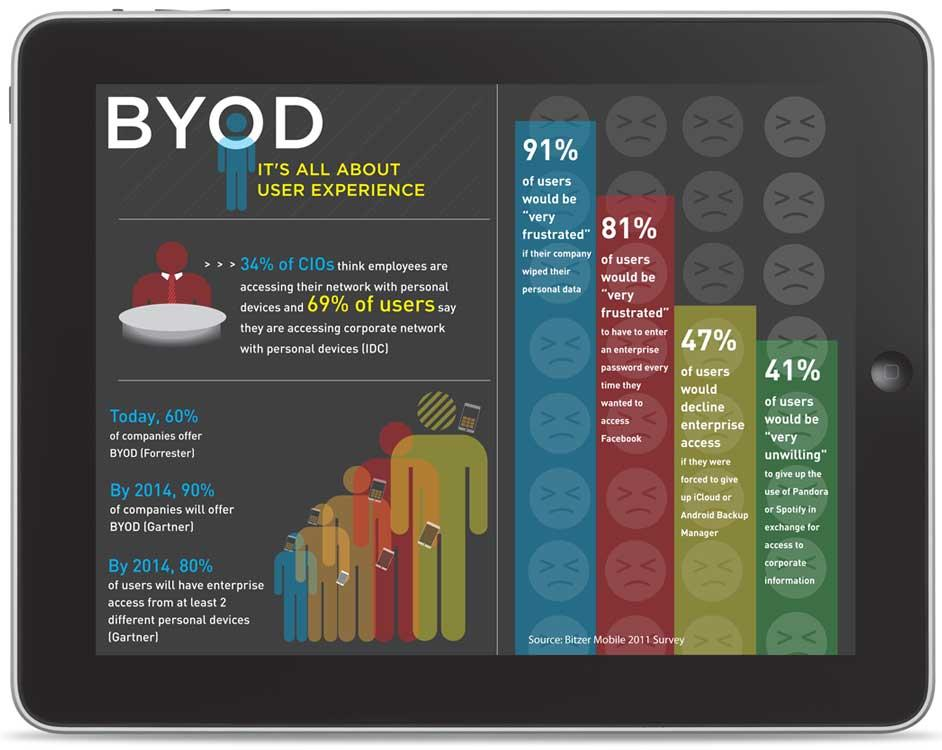 BYOD
IT'S ALL ABOUT
USER EXPERIENCE
> > > 34% of CIOs think employees are
accessing their network with personal
devices and 69% of users say
they are accessing corporate network
with personal devices (IDC)
Today, 60%
of companies offer
BYOD (Forrester)
By 2014, 90%
of companies will offer
BYOD (Gartner)
By 2014, 80%
of users will have enterprise
access from at least 2
different personal devices
(Gartner)
91%
of users
would be
"very
frustrated"
if their company
wiped their
personal data
81%
of users
would be
"very
frustrated"
to have to enter
an enterprise
password every
time they
wanted to
access
Facebook
47%
of users
would
decline
enterprise
access
if they were
forced to give
up iCloud or
Android Backup
Manager
41%
of users
would be
"very
unwilling"
to give up the
use of Pandora
or Spotify in
exchange for
access to
corporate
information
Source: Bitzer Mobile 2011 Survey